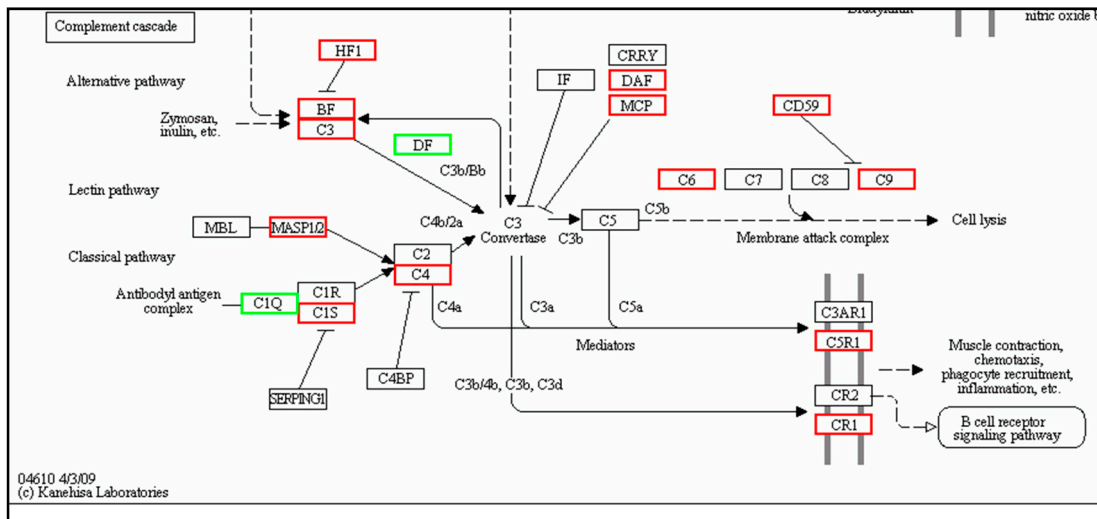 Complement cascade
Bradykinin
nitric oxide b
HF1
CRRY
Alternative pathway
IF
DAF
BF
MCP
CD59
Zymosan,
inulin, etc.
C3
DF
C3b/Bb
Lectin pathway
C6
C7
C8
C9
C5b
MBL
MASP1/2
C4b/2a
C3
Convertase
C3b
C5
Cell lysis
Membrane attack complex
Classical pathway
C2
C4
Antibodyl antigen
complex
C1Q
C1R
C1S
C4a
C3a
C5a
C3AR1
Mediators
C5R1
Muscle contraction,
chemotaxis,
phagocyte recruitment,
inflammation, etc.
C4BP
C3b/4b, C3b, C3d
SERPING1
CR2
CR1
B cell receptor
signaling pathway
04610 4/3/09
(c) Kanehisa Laboratories